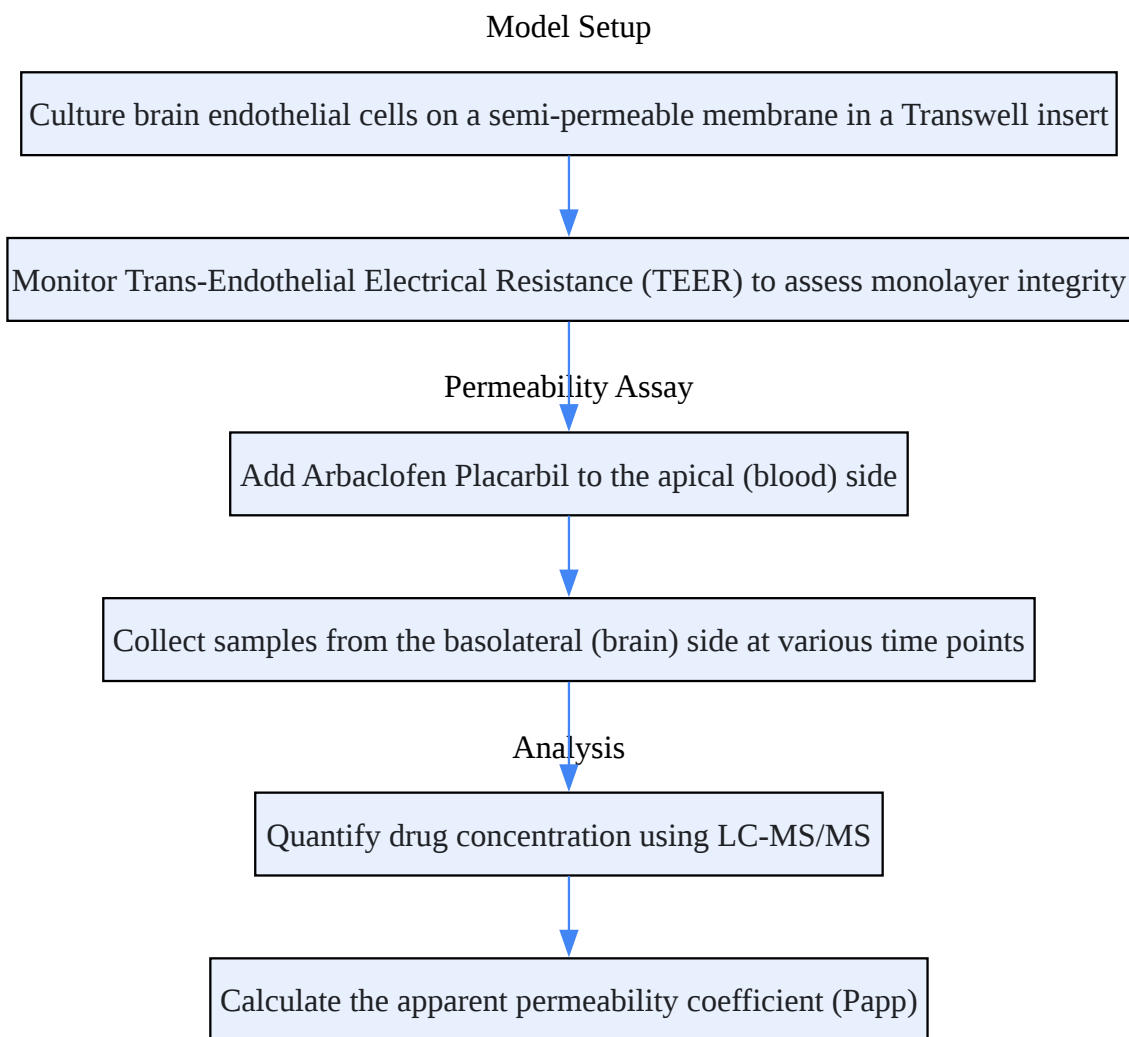 Model Setup
Culture brain endothelial cells on a semi-permeable membrane in a Transwell insert
Monitor Trans-Endothelial Electrical Resistance (TEER) to assess monolayer integrity
Permeability Assay
Add Arbaclofen Placarbil to the apical (blood) side
Collect samples from the basolateral (brain) side at various time points
Analysis
Quantify drug concentration using LC-MS/MS
Calculate the apparent permeability coefficient (Papp)